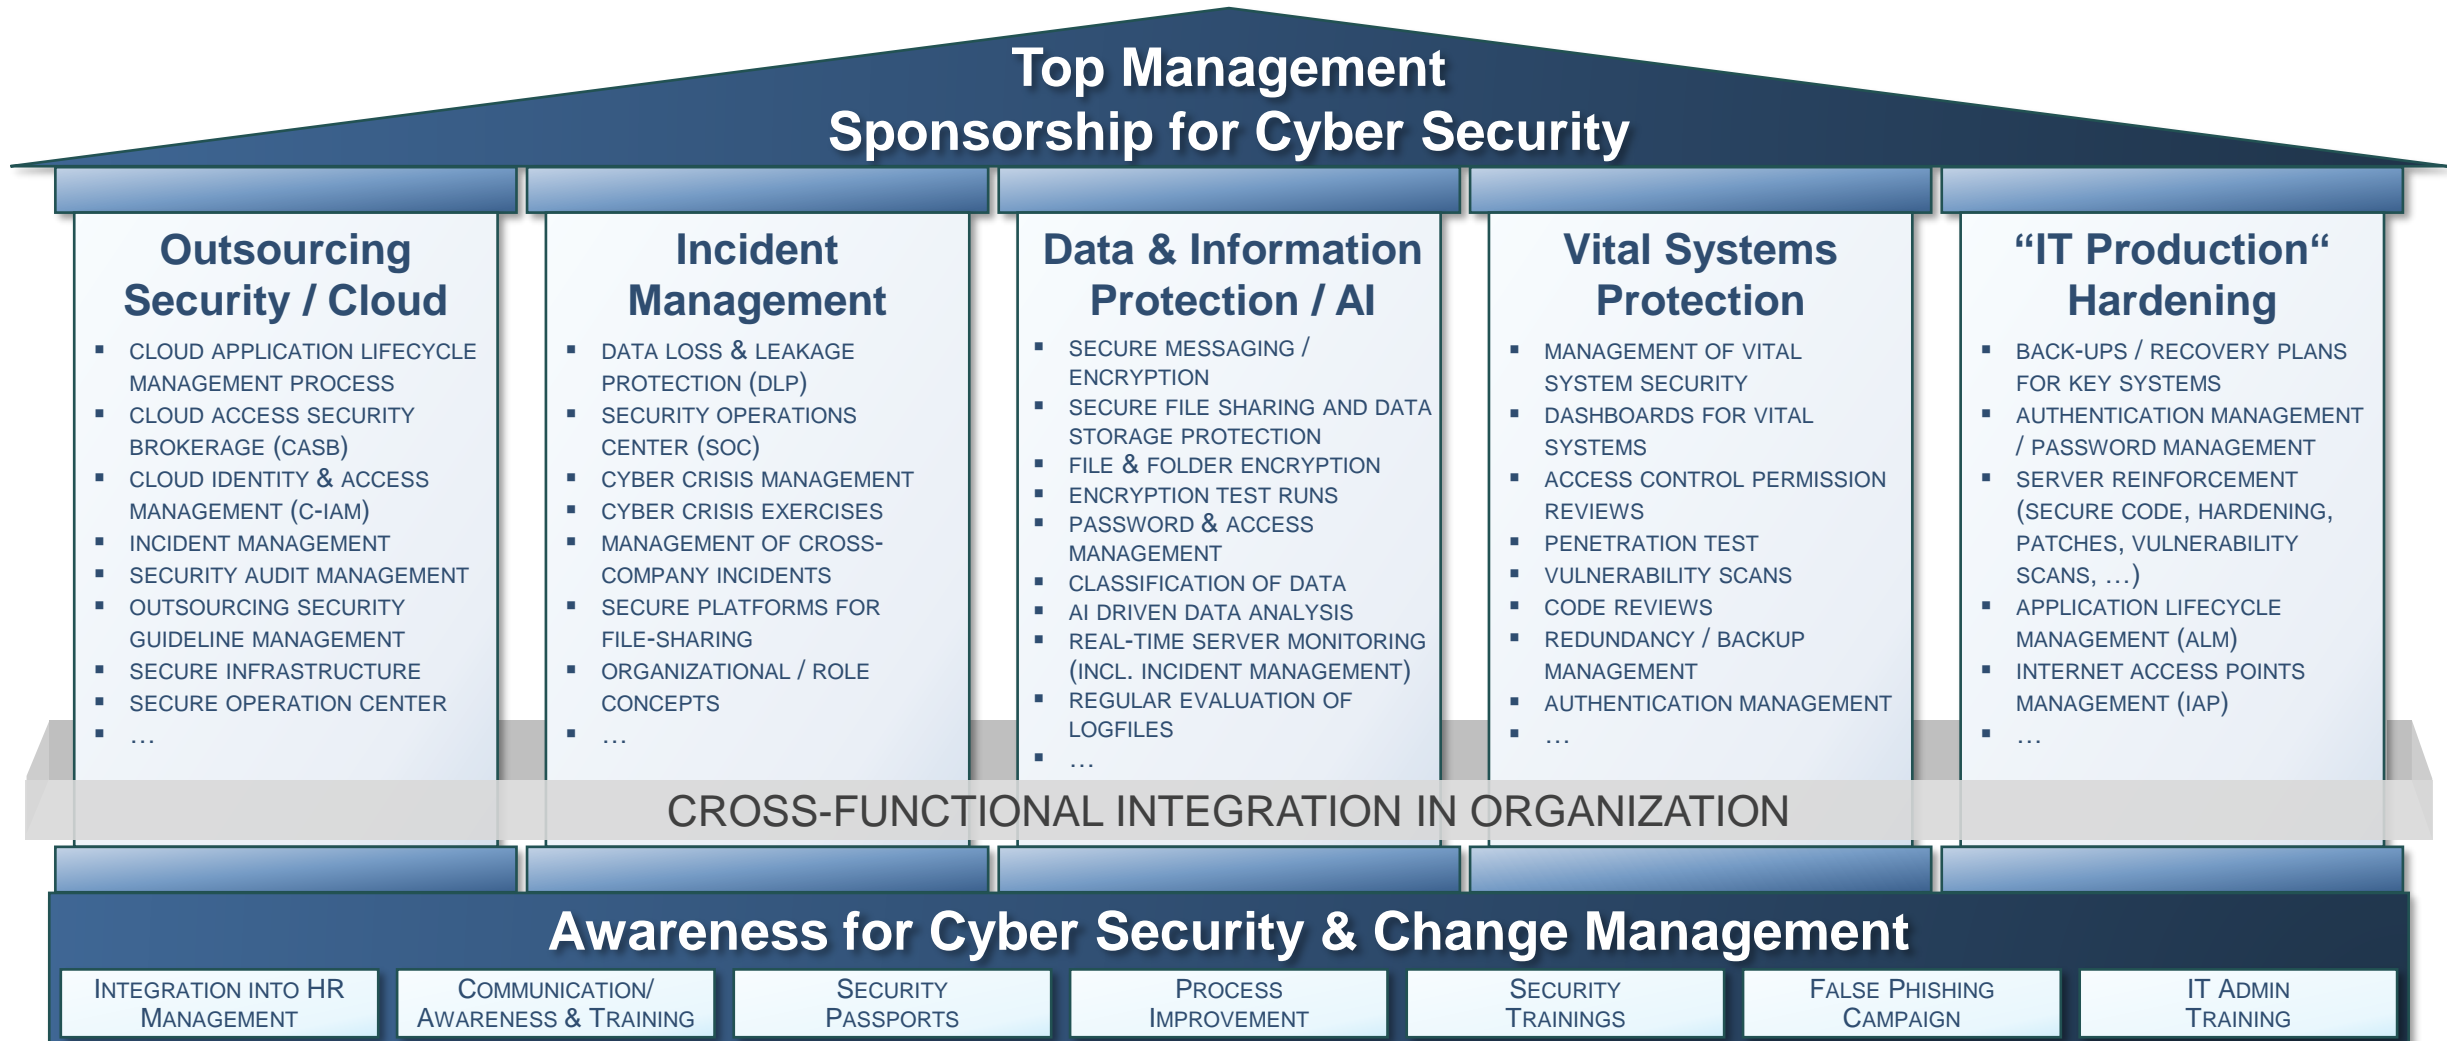 Top Management
Sponsorship for Cyber Security
Outsourcing
Security / Cloud
▪ CLOUD APPLICATION LIFECYCLE
MANAGEMENT PROCESS
▪ CLOUD ACCESS SECURITY
BROKERAGE (CASB)
▪ CLOUD IDENTITY & ACCESS
MANAGEMENT (C-IAM)
▪ INCIDENT MANAGEMENT
▪ SECURITY AUDIT MANAGEMENT
▪ OUTSOURCING SECURITY
GUIDELINE MANAGEMENT
▪ SECURE INFRASTRUCTURE
▪ SECURE OPERATION CENTER
▪ …
Incident
Management
▪ DATA LOSS & LEAKAGE
PROTECTION (DLP)
▪ SECURITY OPERATIONS
CENTER (SOC)
▪ CYBER CRISIS MANAGEMENT
▪ CYBER CRISIS EXERCISES
▪ MANAGEMENT OF CROSS-
COMPANY INCIDENTS
▪ SECURE PLATFORMS FOR
FILE-SHARING
▪ ORGANIZATIONAL / ROLE
CONCEPTS
▪ …
Data & Information
Protection / AI
▪ SECURE MESSAGING /
ENCRYPTION
▪ SECURE FILE SHARING AND DATA
STORAGE PROTECTION
▪ FILE & FOLDER ENCRYPTION
▪ ENCRYPTION TEST RUNS
▪ PASSWORD & ACCESS
MANAGEMENT
▪ CLASSIFICATION OF DATA
▪ AI DRIVEN DATA ANALYSIS
▪ REAL-TIME SERVER MONITORING
(INCL. INCIDENT MANAGEMENT)
▪ REGULAR EVALUATION OF
LOGFILES
▪ …
Vital Systems
Protection
▪ MANAGEMENT OF VITAL
SYSTEM SECURITY
▪ DASHBOARDS FOR VITAL
SYSTEMS
▪ ACCESS CONTROL PERMISSION
REVIEWS
▪ PENETRATION TEST
▪ VULNERABILITY SCANS
▪ CODE REVIEWS
▪ REDUNDANCY / BACKUP
MANAGEMENT
▪ AUTHENTICATION MANAGEMENT
▪ …
“IT Production“
Hardening
▪ BACK-UPS / RECOVERY PLANS
FOR KEY SYSTEMS
▪ AUTHENTICATION MANAGEMENT
/ PASSWORD MANAGEMENT
▪ SERVER REINFORCEMENT
(SECURE CODE, HARDENING,
PATCHES, VULNERABILITY
SCANS, …)
▪ APPLICATION LIFECYCLE
MANAGEMENT (ALM)
▪ INTERNET ACCESS POINTS
MANAGEMENT (IAP)
▪ …
CROSS-FUNCTIONAL INTEGRATION IN ORGANIZATION
Awareness for Cyber Security & Change Management
INTEGRATION INTO HR
MANAGEMENT
COMMUNICATION/
AWARENESS & TRAINING
SECURITY
PASSPORTS
PROCESS
IMPROVEMENT
SECURITY
TRAININGS
FALSE PHISHING
CAMPAIGN
IT ADMIN
TRAINING